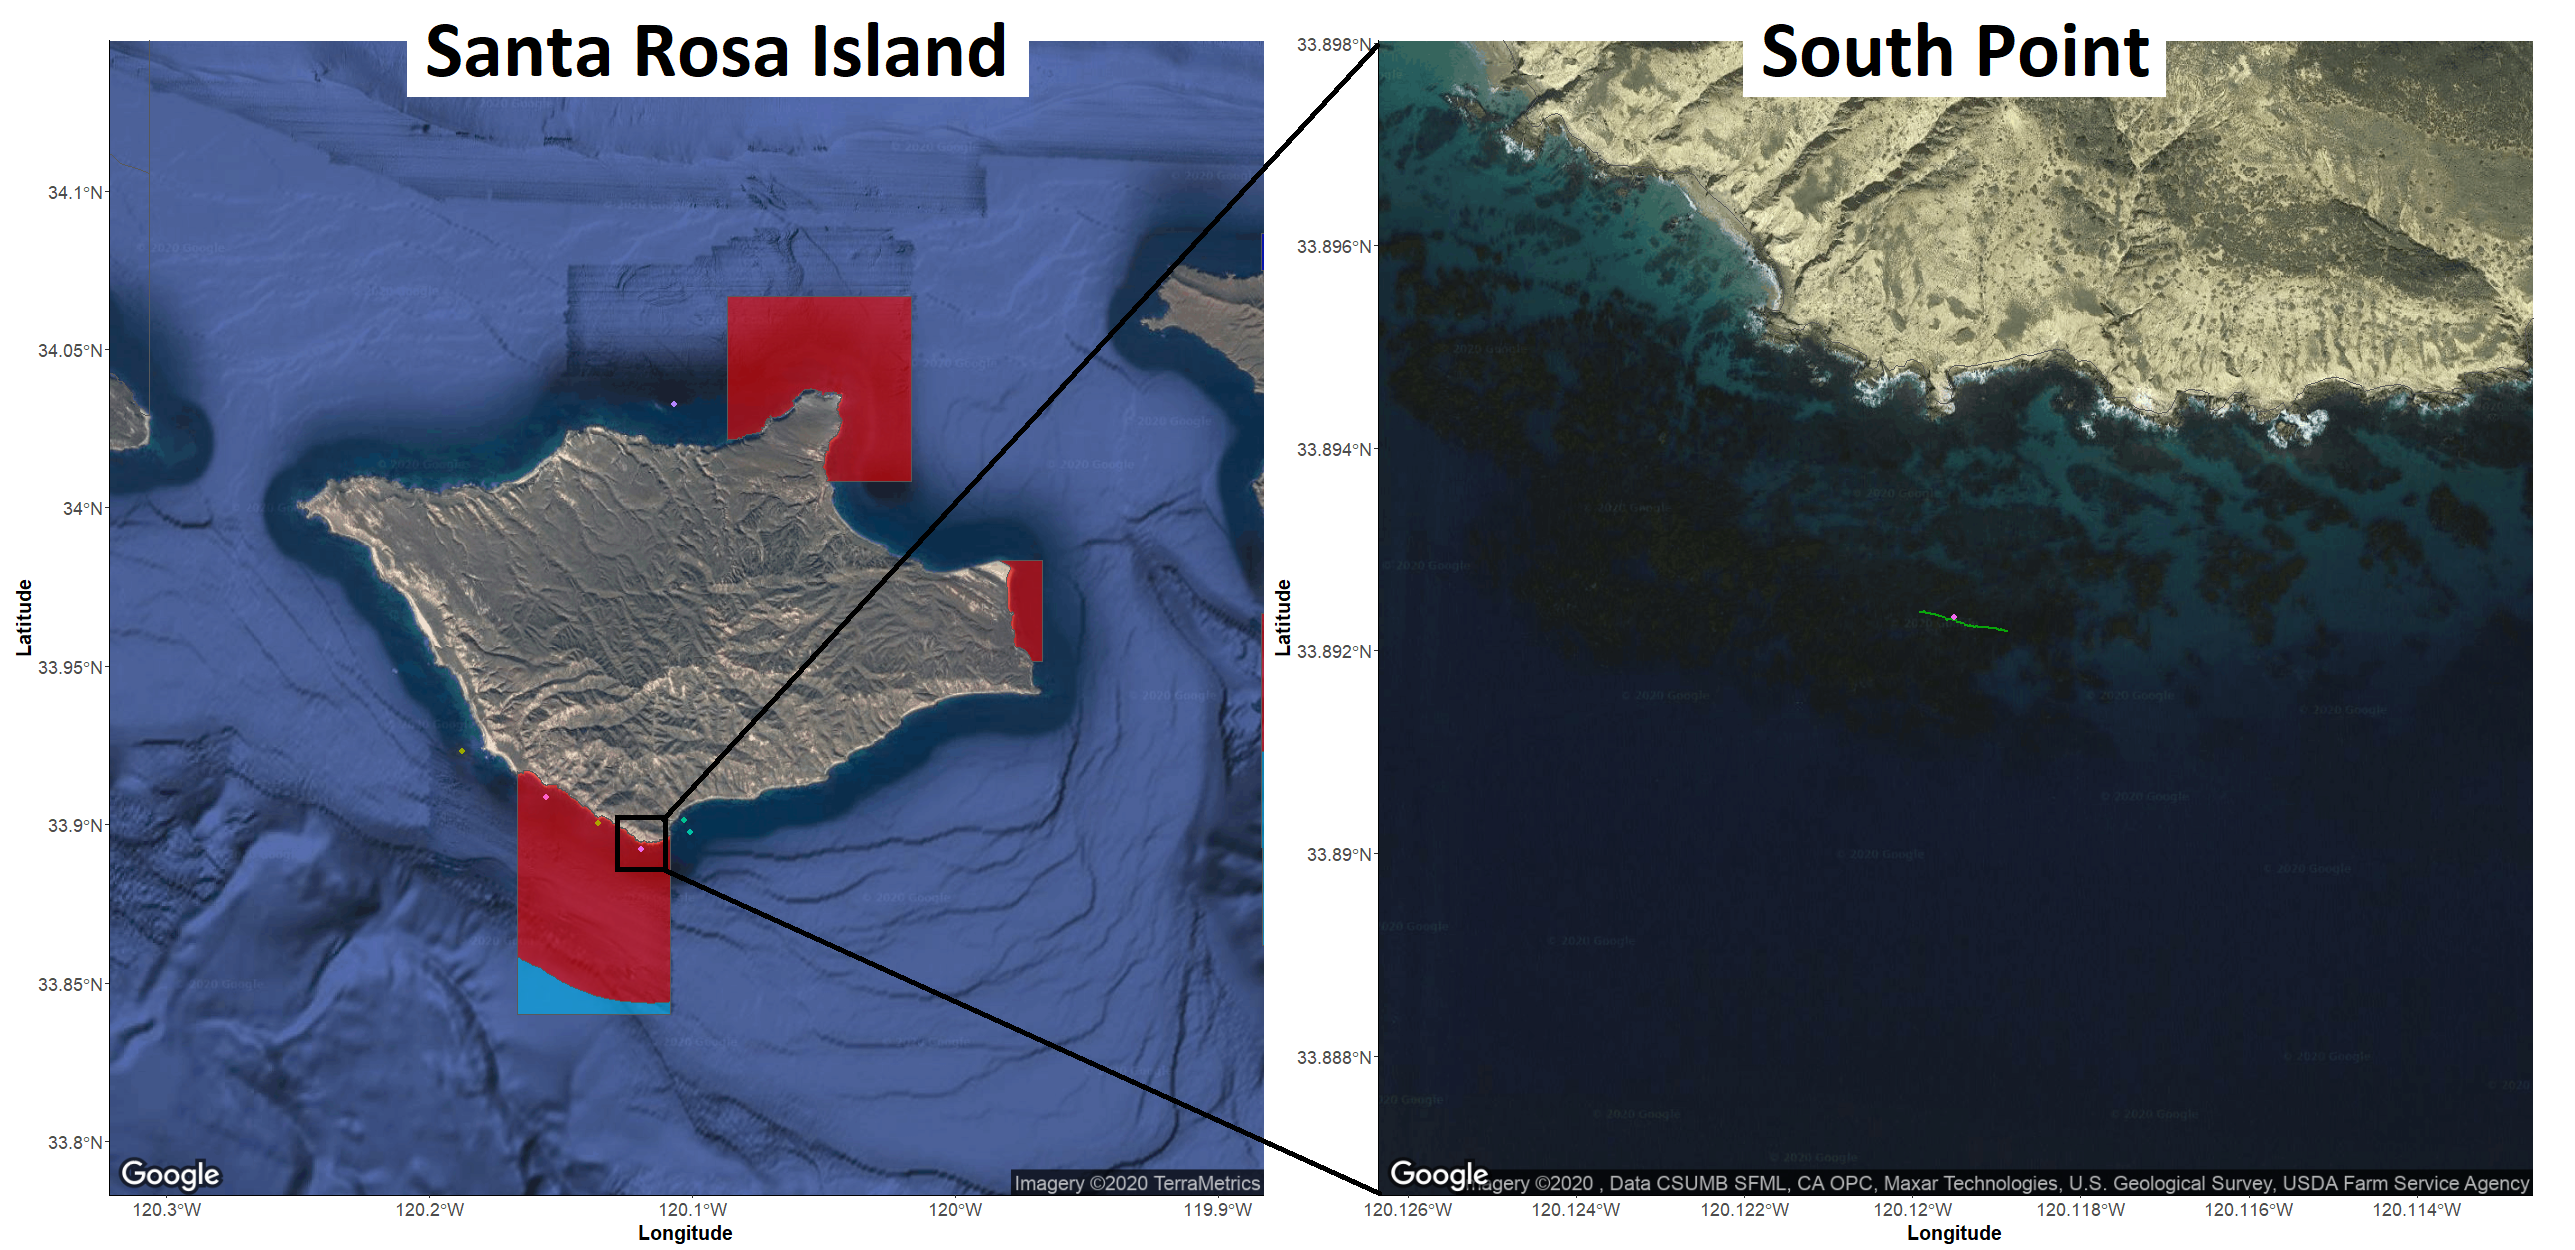 Santa Rosa Island
South Point
34.1°N
34.05°N
34°N
33.95°N
33.9°N
33.85°N
33.8°N
Latitude
120.3°W
120.2°W
120.1°W
120°W
119.9°W
Longitude
Google
Imagery ©2020 TerraMetrics
33.898°N
33.896°N
33.894°N
33.892°N
33.89°N
33.888°N
Latitude
120.126°W
120.124°W
120.122°W
120.12°W
120.118°W
120.116°W
120.114°W
Longitude
Google
Imagery ©2020 , Data CSUMB SFML, CA OPC, Maxar Technologies, U.S. Geological Survey, USDA Farm Service Agency
© 2020 Google